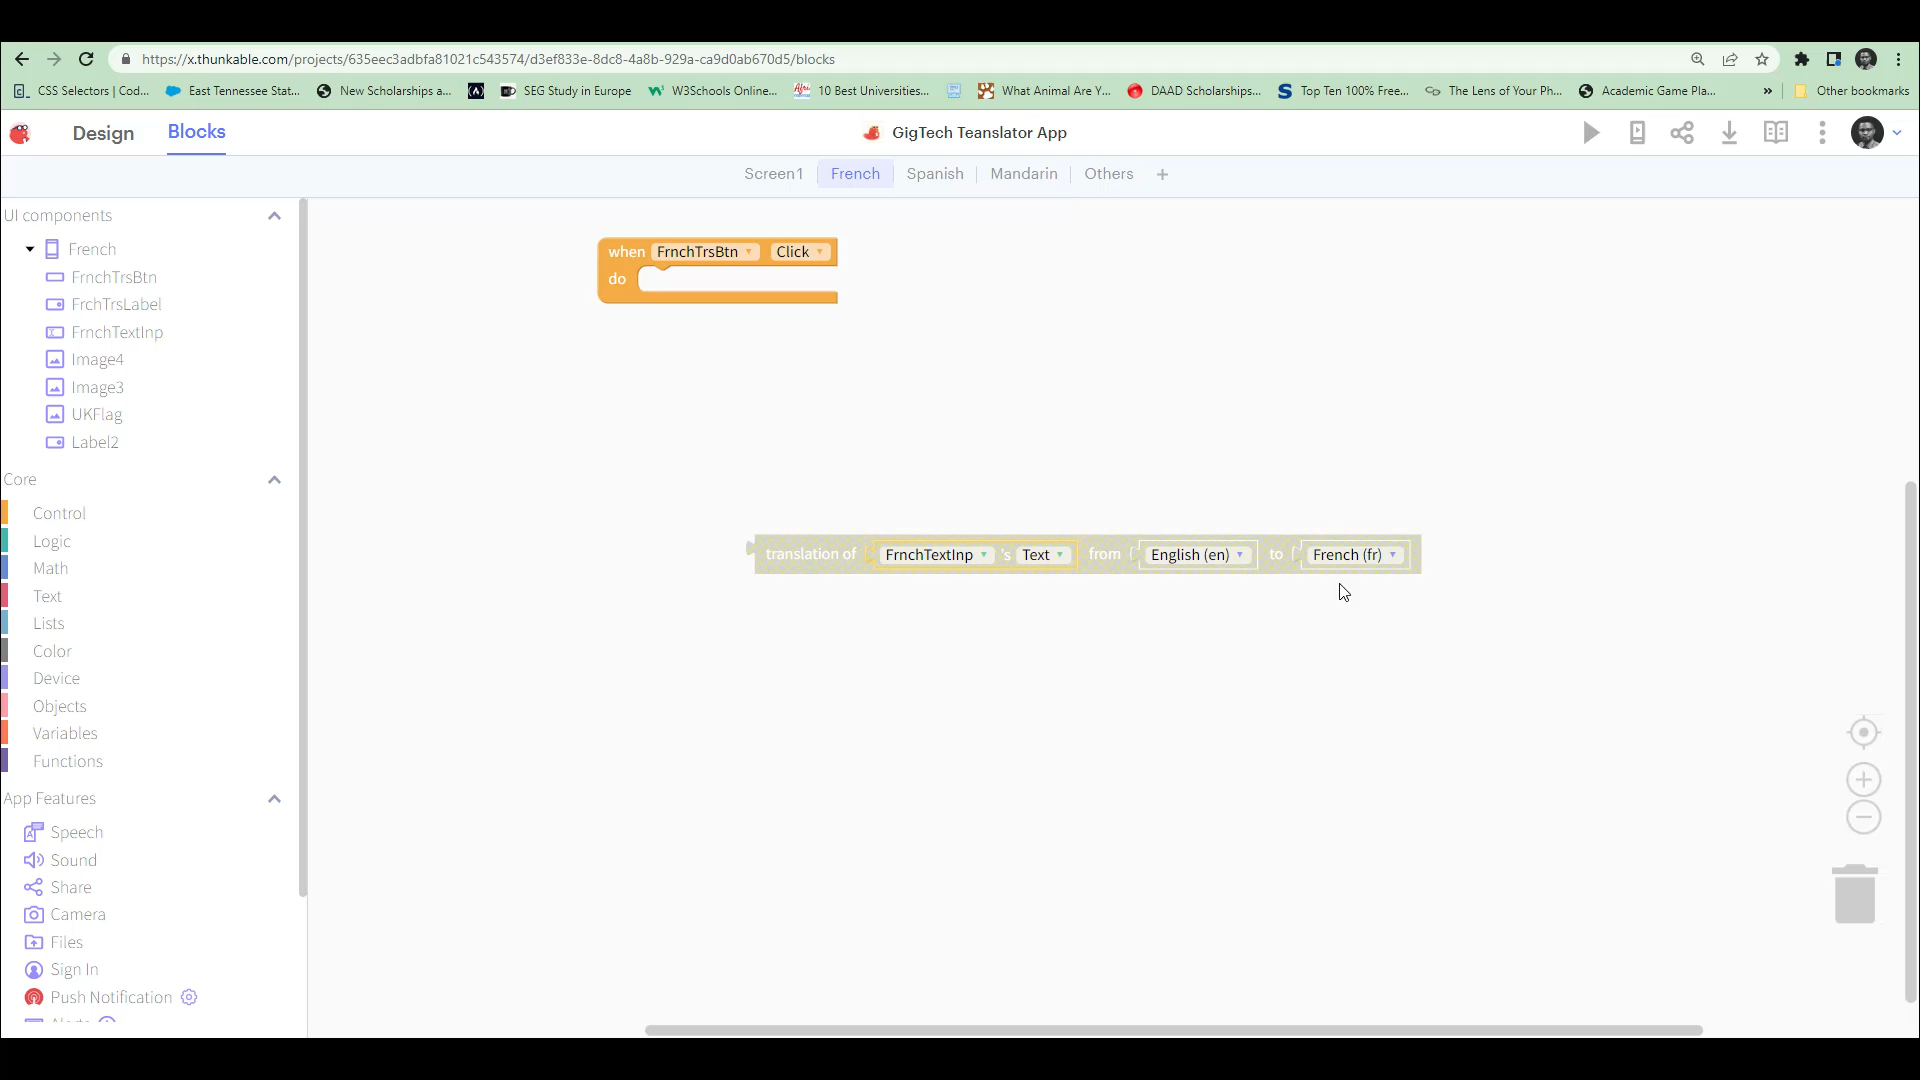 https://x.thunkable.com/projects/635eec3adbfa81021c543574/d3ef833e-8dc8-4a8b-929a-ca9d0ab670d5/blocks
CSS Selectors | Cod... East Tennessee Stat... New Scholarships a... SEG Study in Europe W3Schools Online... 10 Best Universities... What Animal Are Y... DAAD Scholarships... Top Ten 100% Free... The Lens of Your Ph... Academic Game Pla... » Other bookmarks
Design Blocks GigTech Teanslator App
Screen1 French Spanish Mandarin Others +
UI components
French
FrnchTrsBtn
FrchTrsLabel
FrnchTextInp
Image4
Image3
UKFlag
Label2
Core
Control
Logic
Math
Text
Lists
Color
Device
Objects
Variables
Functions
App Features
Speech
Sound
Share
Camera
Files
Sign In
Push Notification
when FrnchTrsBtn Click
do
translation of FrnchTextInp 's Text from English (en) to French (fr)